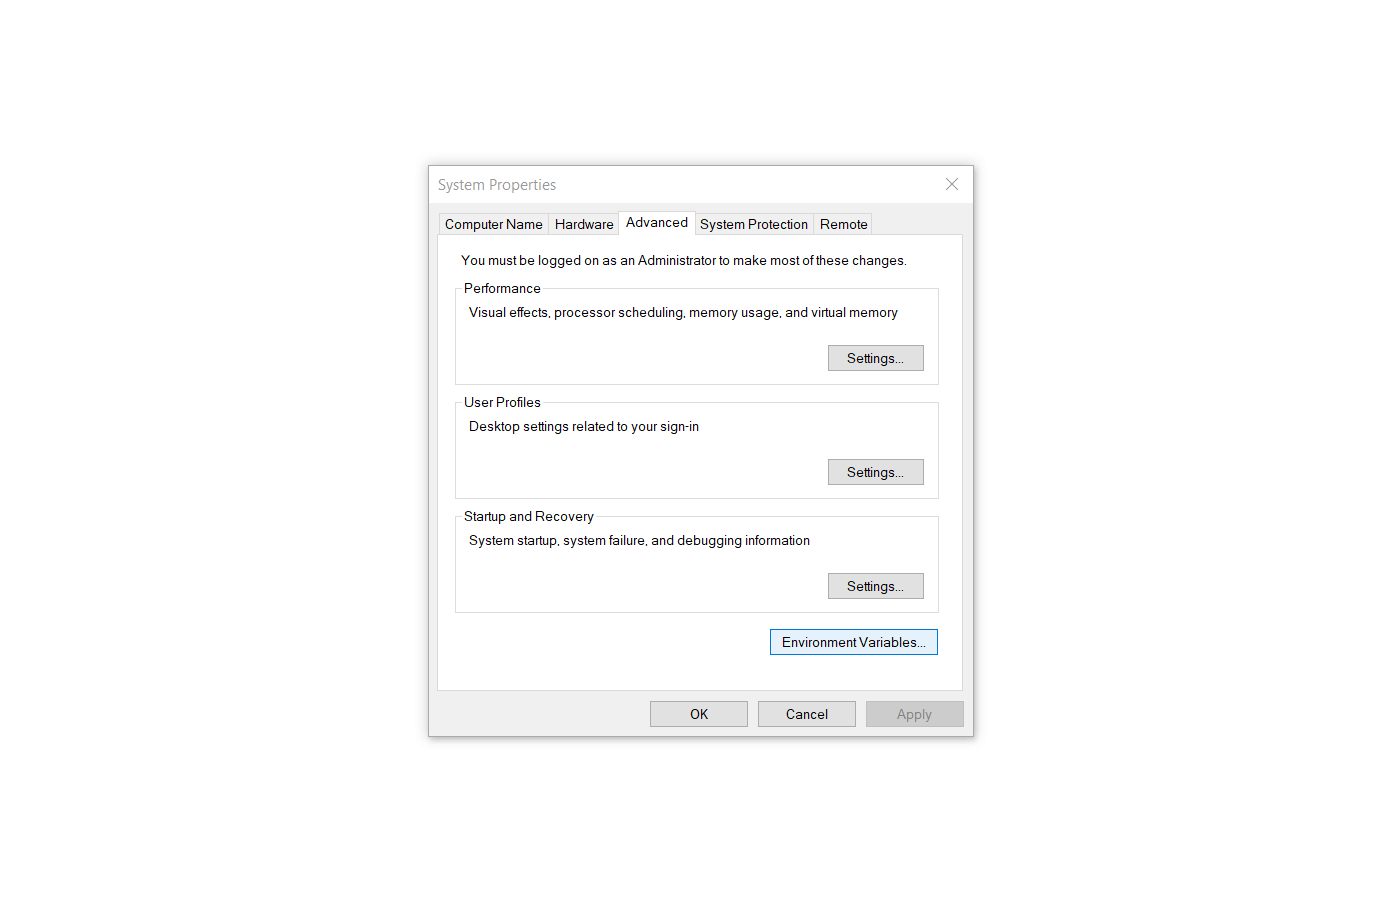 System Properties
Computer Name Hardware Advanced System Protection Remote
You must be logged on as an Administrator to make most of these changes.
Performance
Visual effects, processor scheduling, memory usage, and virtual memory
Settings...
User Profiles
Desktop settings related to your sign-in
Settings...
Startup and Recovery
System startup, system failure, and debugging information
Settings...
Environment Variables...
OK Cancel Apply